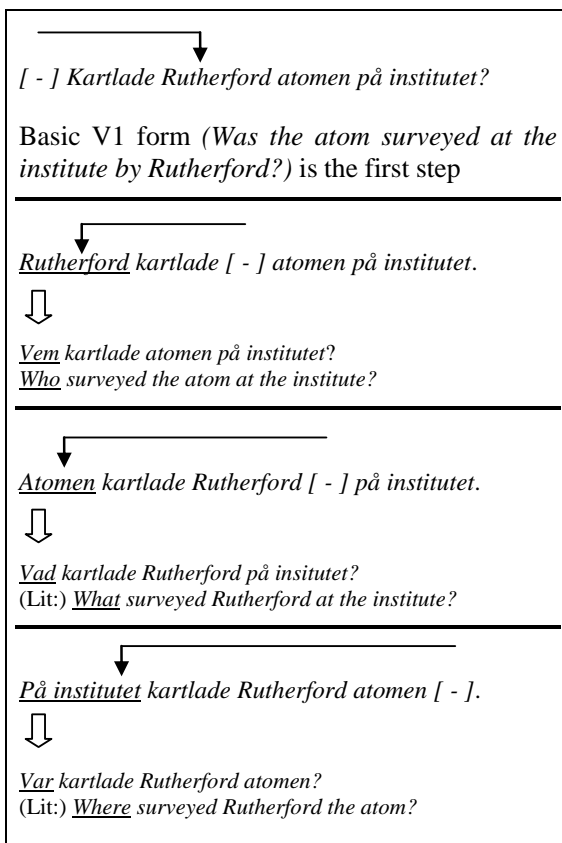 [ - ] Kartlade Rutherford atomen på institutet?
Basic V1 form (Was the atom surveyed at the
institute by Rutherford?) is the first step
Rutherford kartlade [ - ] atomen på institutet.
Vem kartlade atomen på institutet?
Who surveyed the atom at the institute?
Atomen kartlade Rutherford [ - ] på institutet.
Vad kartlade Rutherford på insitutet?
(Lit:) What surveyed Rutherford at the institute?
På institutet kartlade Rutherford atomen [ - ].
Var kartlade Rutherford atomen?
(Lit:) Where surveyed Rutherford the atom?